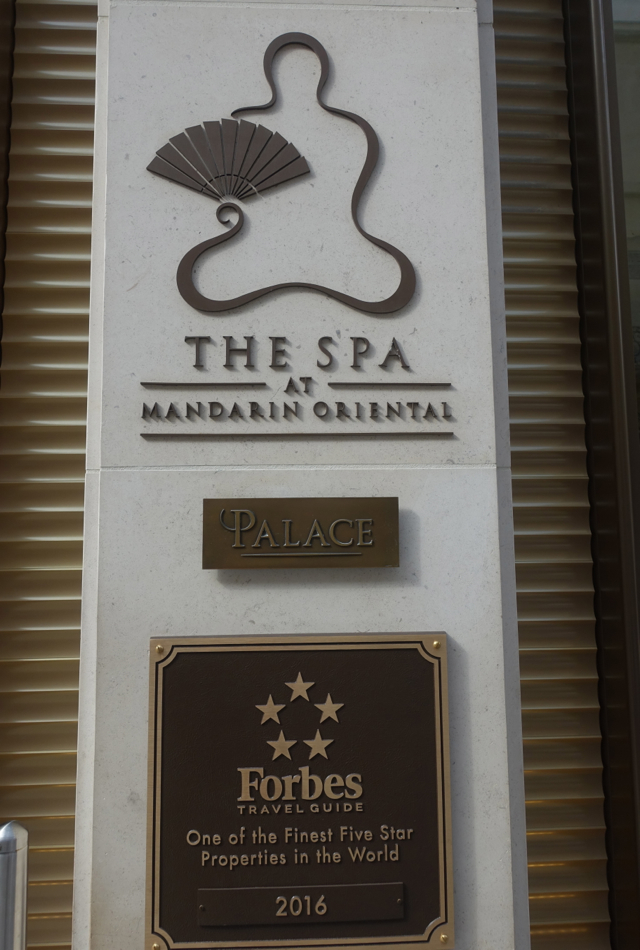 THE SPA
AT
MANDARIN ORIENTAL
PALACE
Forbes
TRAVEL GUIDE
One of the Finest Five Star
Properties in the World
2016